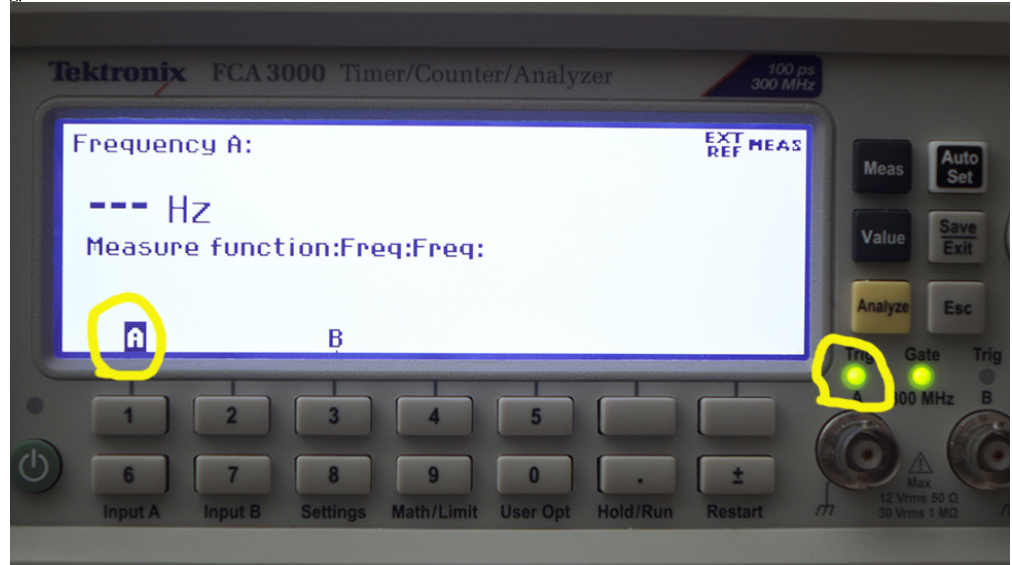 Tektronix FCA 3000 Timer/Counter/Analyzer
100 ps
300 MHz
Frequency A:
EXT
REF MEAS
--- Hz
Measure function:Freq:Freq:
A B
Meas
Auto
Set
Value
Save
Exit
Analyze
Esc
Trig Gate Trig
A 300 MHz B
1 2 3 4 5
6 7 8 9 0 . ±
Input A Input B Settings Math/Limit User Opt Hold/Run Restart
Max
12 Vrms 50 Ω
30 Vrms 1 MΩ